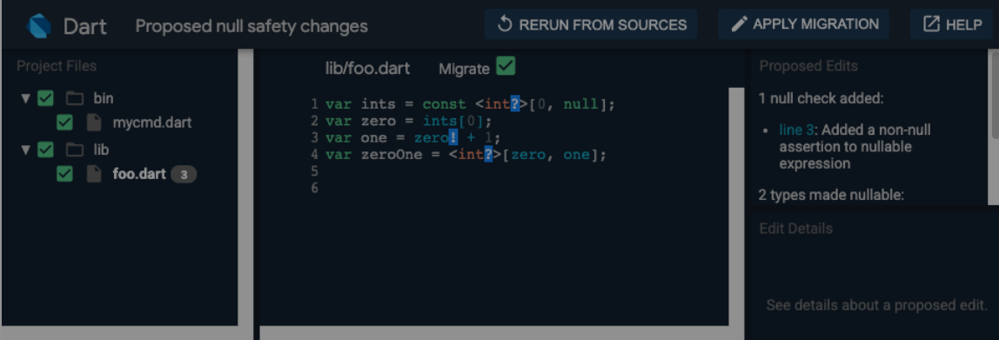 Dart Proposed null safety changes RERUN FROM SOURCES APPLY MIGRATION HELP
Project Files
bin
mycmd.dart
lib
foo.dart 3
lib/foo.dart Migrate
1 var ints = const <int?>[0, null];
2 var zero = ints[0];
3 var one = zero! + 1;
4 var zeroOne = <int?>[zero, one];
5
6
Proposed Edits
1 null check added:
• line 3: Added a non-null
assertion to nullable
expression
2 types made nullable:
Edit Details
See details about a proposed edit.